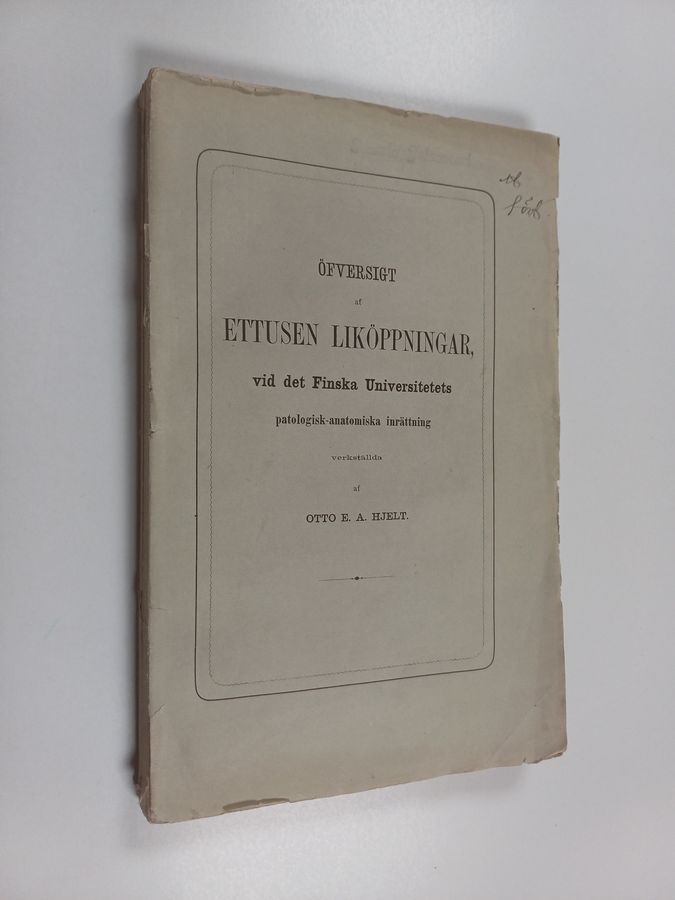 ÖFVERSIGT
af
ETTUSEN LIKÖPPNINGAR,
vid det Finska Universitetets
patologisk-anatomiska inrättning
verkställda
af
OTTO E. A. HJELT.